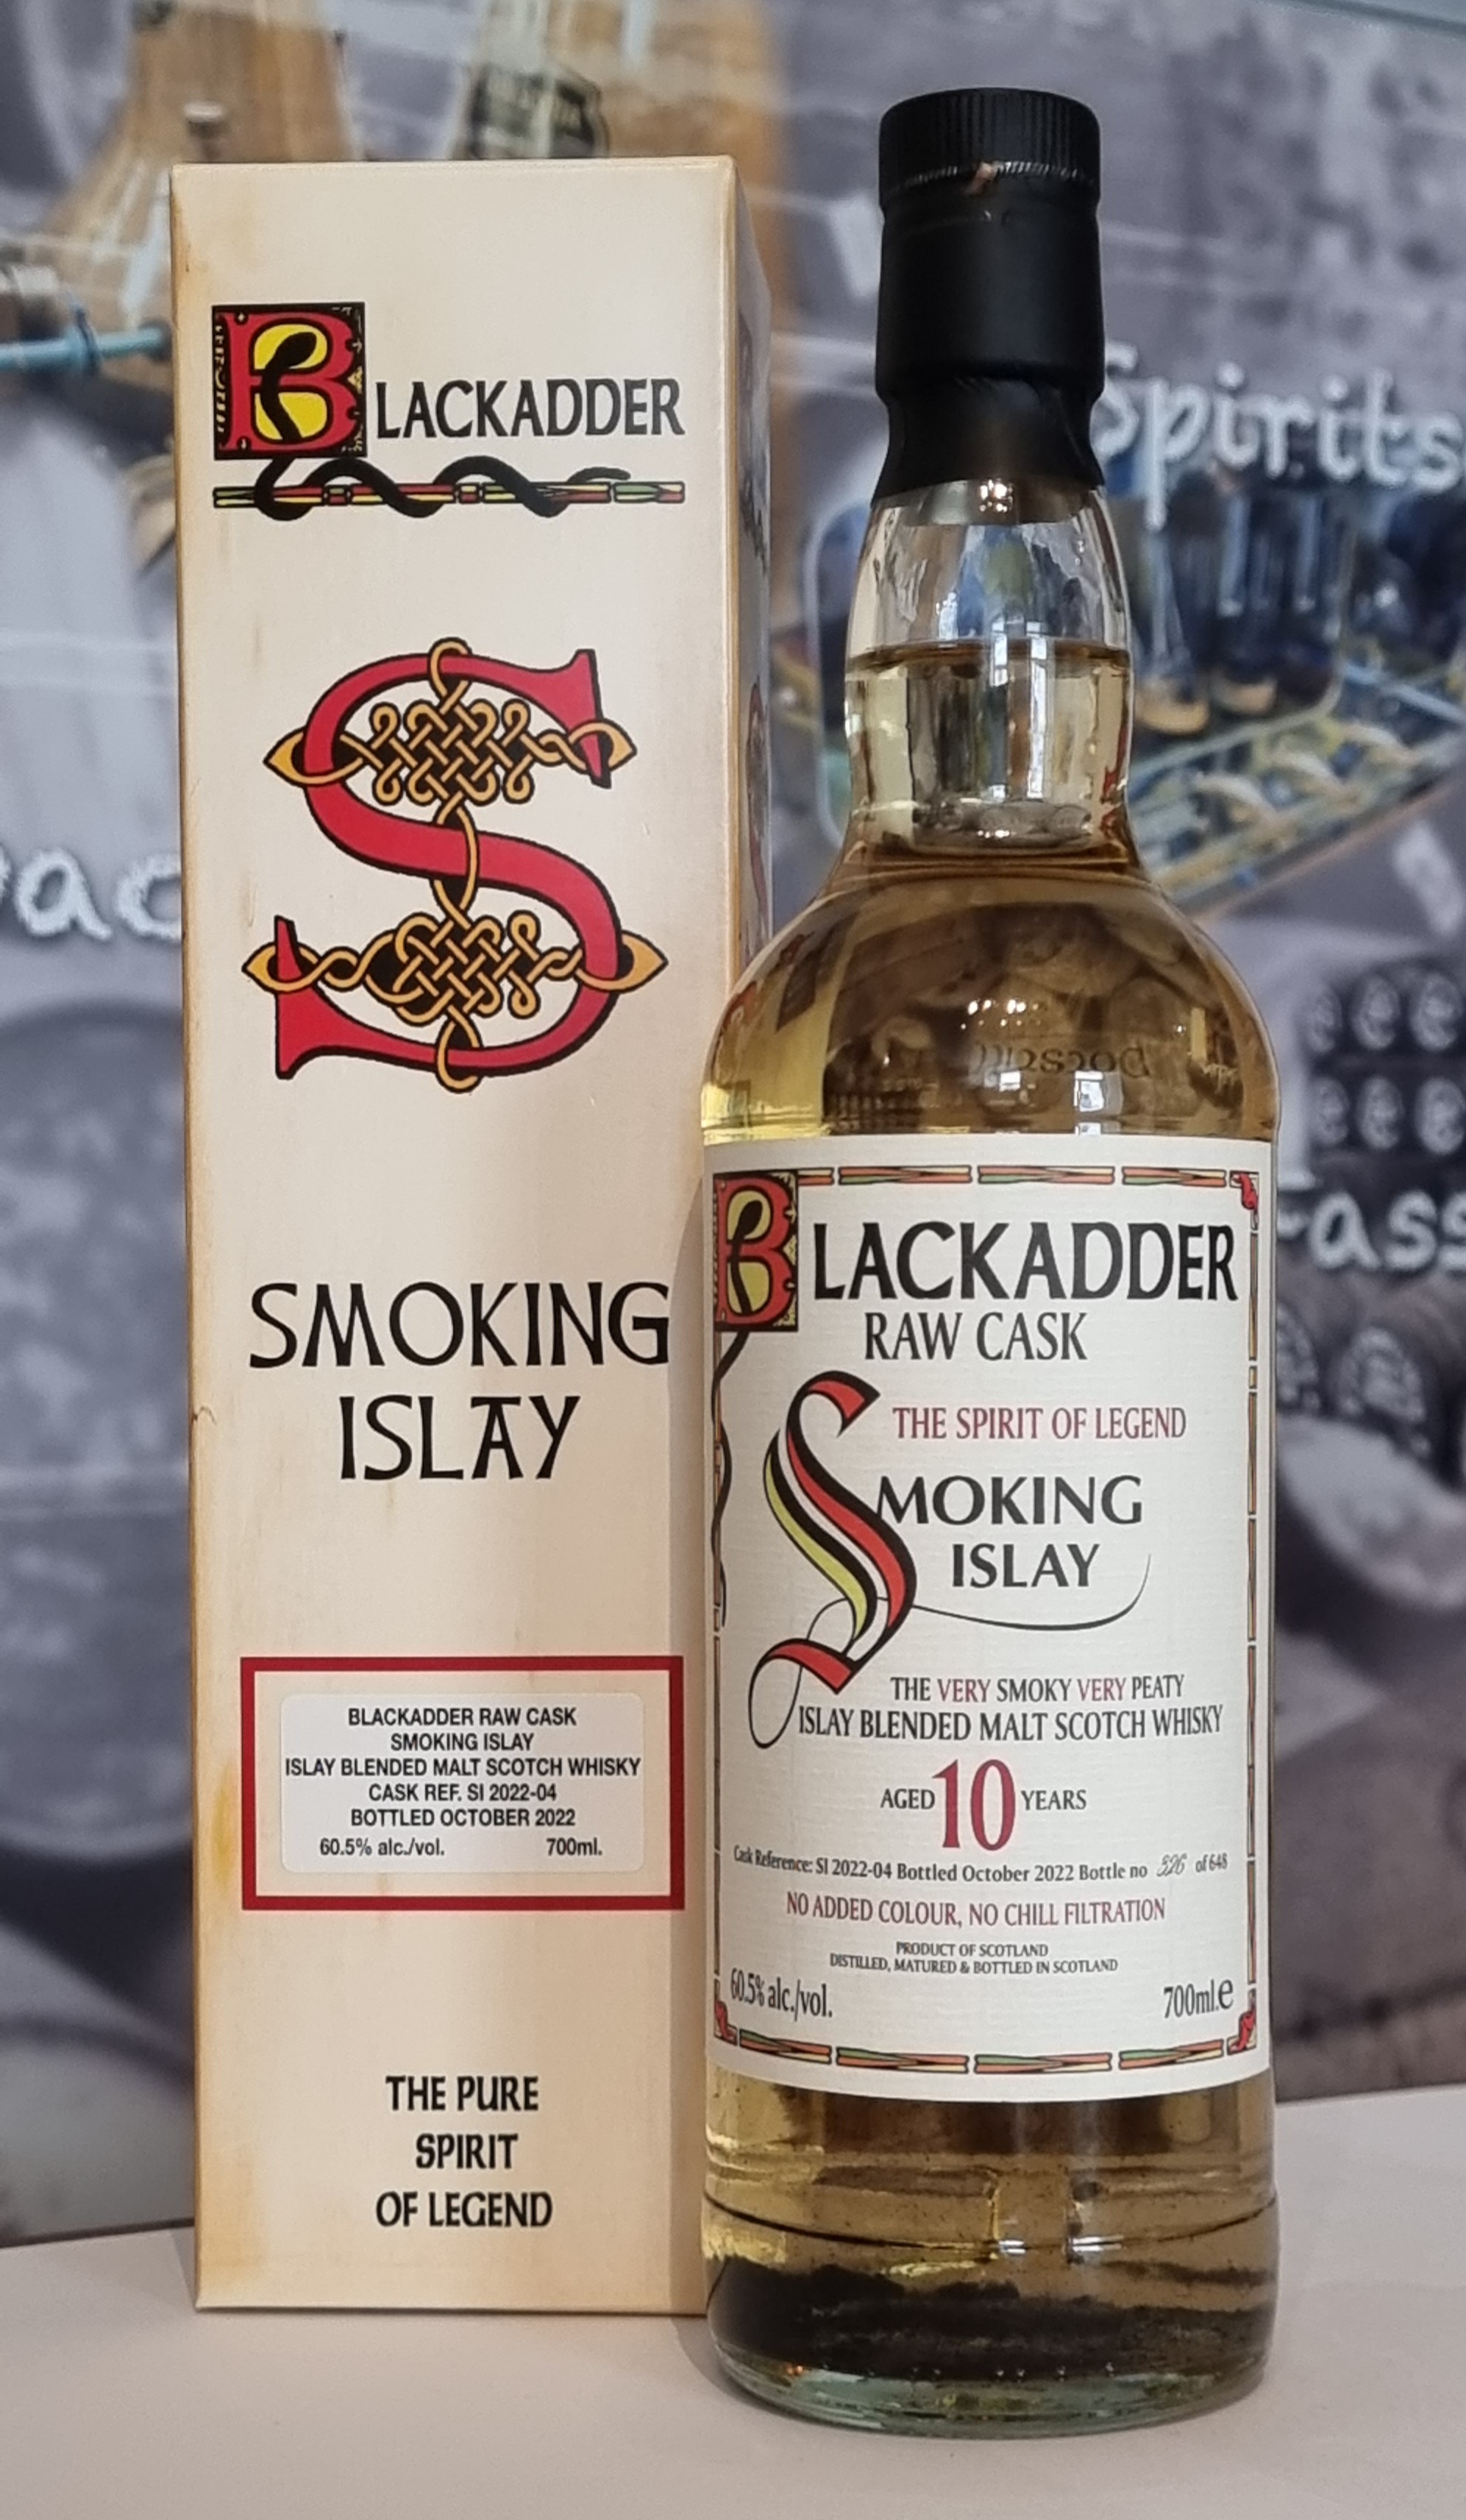 BLACKADDER
S
SMOKING
ISLAY
BLACKADDER RAW CASK
SMOKING ISLAY
ISLAY BLENDED MALT SCOTCH WHISKY
CASK REF. SI 2022-04
BOTTLED OCTOBER 2022
60.5% alc./vol. 700ml.
THE PURE
SPIRIT
OF LEGEND
BLACKADDER
RAW CASK
THE SPIRIT OF LEGEND
SMOKING
ISLAY
THE VERY SMOKY VERY PEATY
ISLAY BLENDED MALT SCOTCH WHISKY
AGED 10 YEARS
Cask Reference: SI 2022-04 Bottled October 2022 Bottle no 526 of 648
NO ADDED COLOUR, NO CHILL FILTRATION
PRODUCT OF SCOTLAND
DISTILLED, MATURED & BOTTLED IN SCOTLAND
60.5% alc./vol. 700ml.e
Spirits